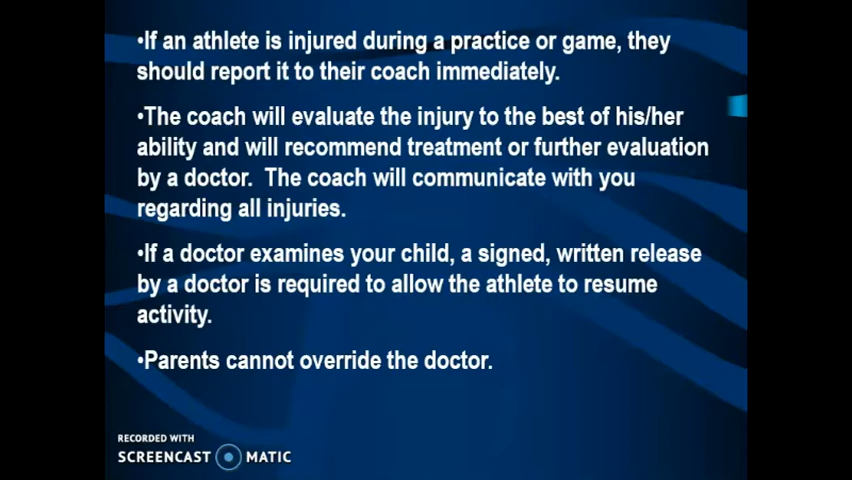 •If an athlete is injured during a practice or game, they
should report it to their coach immediately.
•The coach will evaluate the injury to the best of his/her
ability and will recommend treatment or further evaluation
by a doctor.  The coach will communicate with you
regarding all injuries.
•If a doctor examines your child, a signed, written release
by a doctor is required to allow the athlete to resume
activity.
•Parents cannot override the doctor.
RECORDED WITH
SCREENCAST MATIC